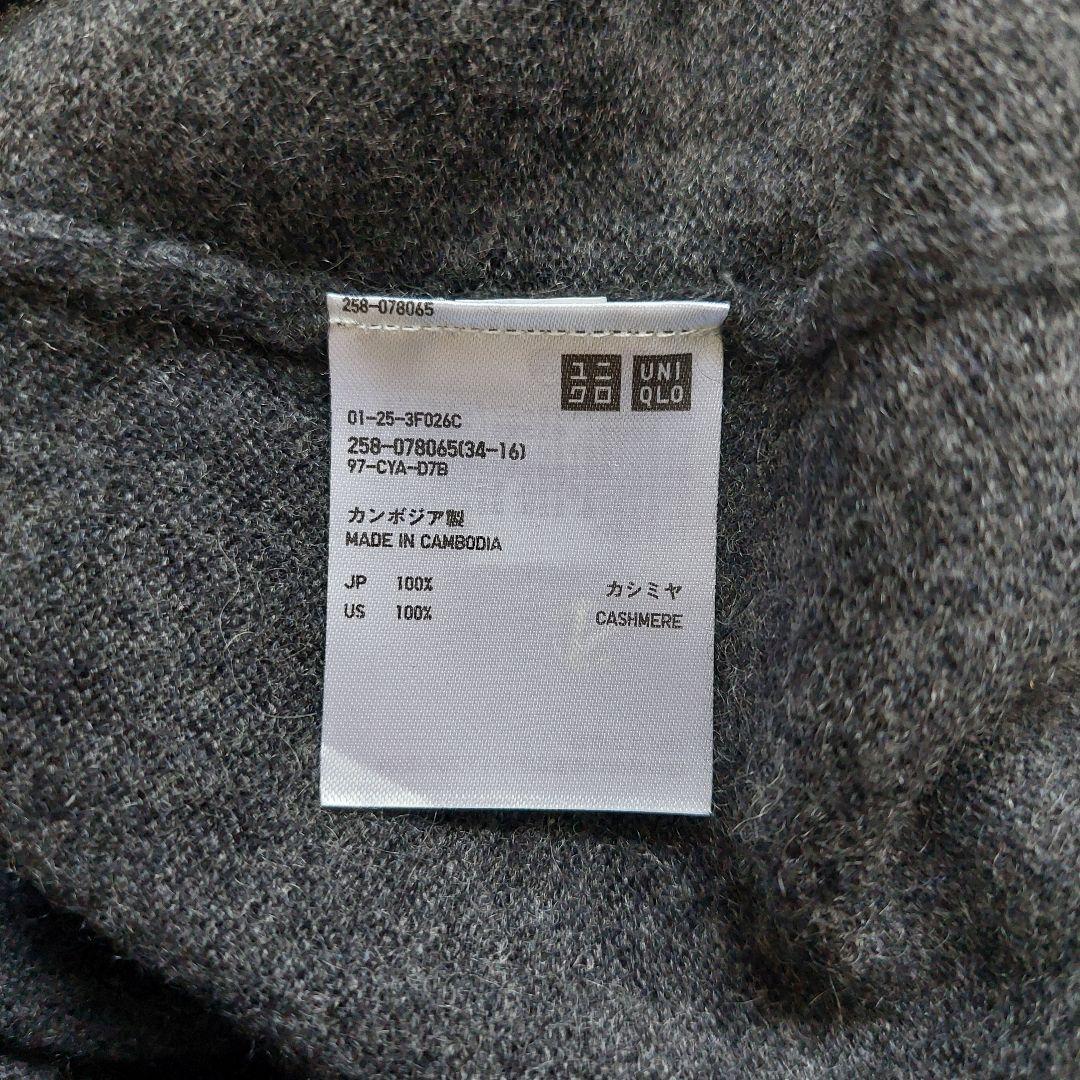 258-078065
ユニ
クロ
UNI
QLO
01-25-3F026C
258-078065(34-16)
97-CYA-D7B
カンボジア製
MADE IN CAMBODIA
JP 100% カシミヤ
US 100% CASHMERE